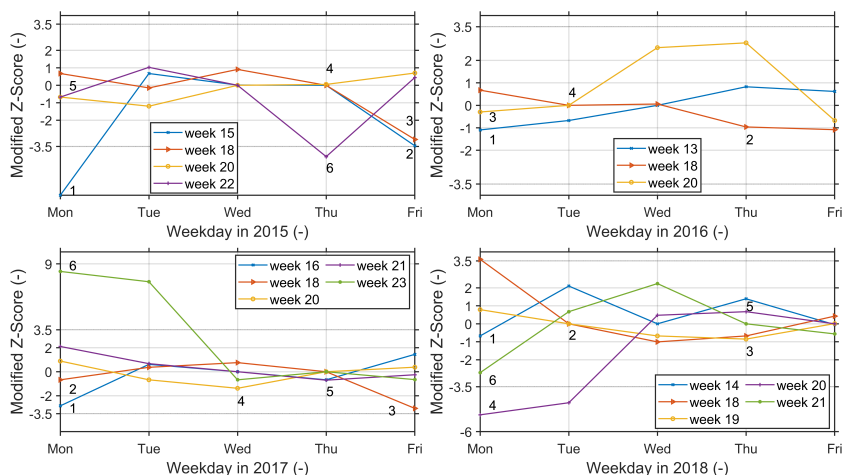 Modified Z-Score (-)
3.5
2
1
0
-1
-2
-3.5
5
4
3
2
6
1
week 15
week 18
week 20
week 22
Mon Tue Wed Thu Fri
Weekday in 2015 (-)
Modified Z-Score (-)
3.5
2
1
0
-1
-2
-3.5
4
3
1
2
week 13
week 18
week 20
Mon Tue Wed Thu Fri
Weekday in 2016 (-)
Modified Z-Score (-)
9
3.5
2
0
-2
-3.5
6
2
1
4
5
3
week 16 week 21
week 18 week 23
week 20
Mon Tue Wed Thu Fri
Weekday in 2017 (-)
Modified Z-Score (-)
3.5
2
1
0
-1
-3.5
-6
5
1
2
3
6
4
week 14 week 20
week 18 week 21
week 19
Mon Tue Wed Thu Fri
Weekday in 2018 (-)